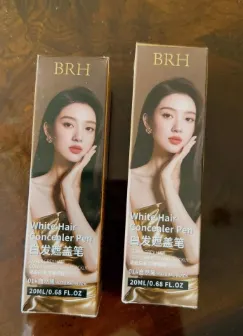 BRH
White Hair
Concealer Pen
白发遮盖笔
20ML/0.68 FL.OZ
BRH
White Hair
Concealer Pen
白发遮盖笔
20ML/0.68 FL.OZ